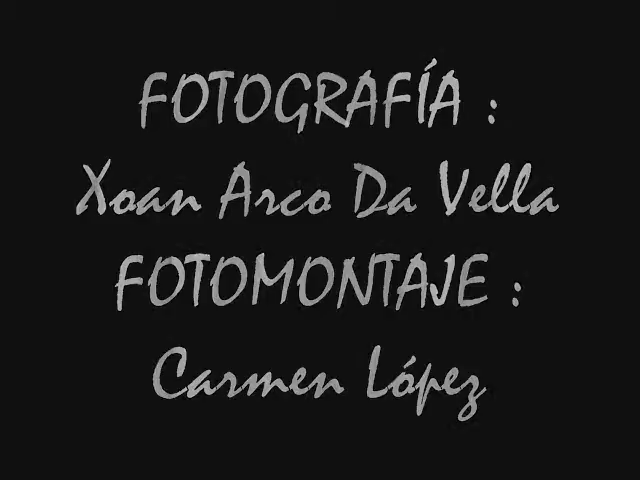 FOTOGRAFÍA :
Xoan Arco Da Vella
FOTOMONTAJE :
Carmen López